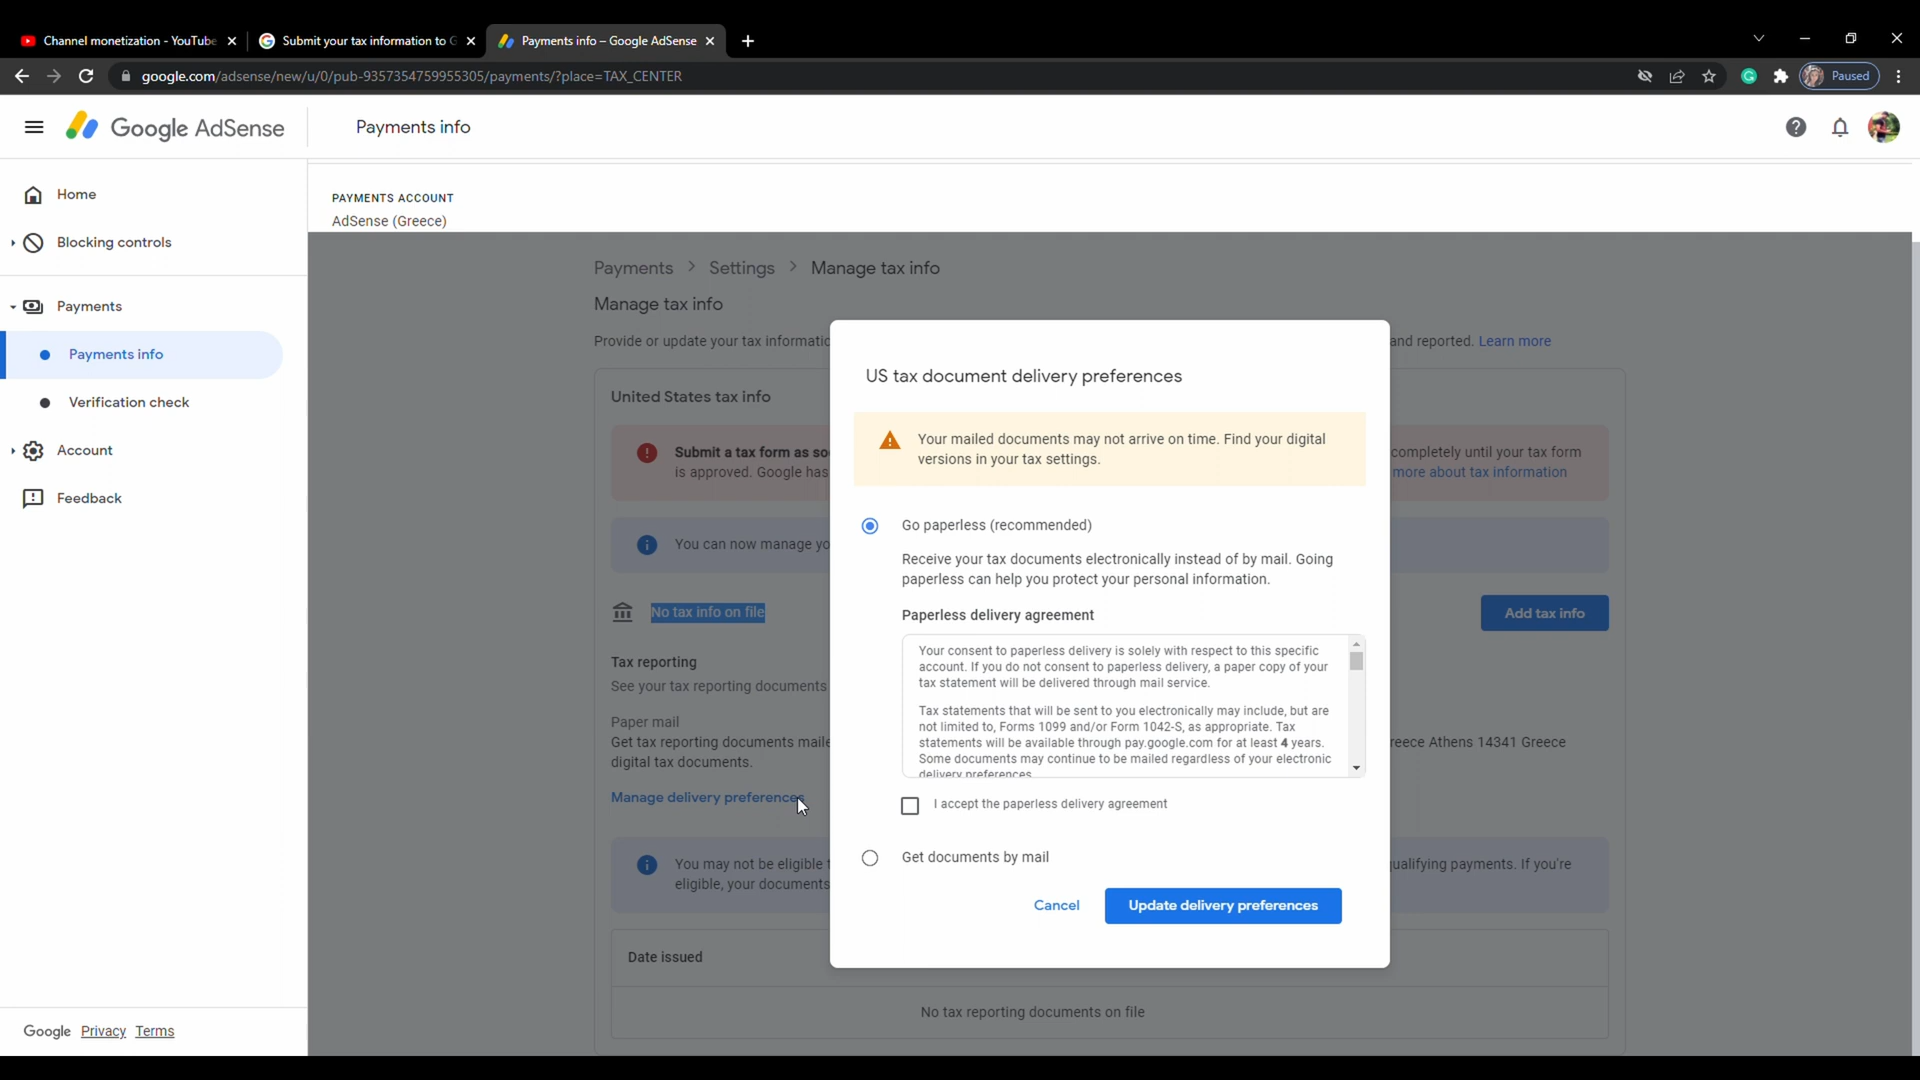 Channel monetization - YouTube
Submit your tax information to G
Payments info – Google AdSense
google.com/adsense/new/u/0/pub-9357354759955305/payments/?place=TAX_CENTER
Paused
Google AdSense
Payments info
Home
Blocking controls
Payments
Payments info
Verification check
Account
Feedback
Google Privacy Terms
PAYMENTS ACCOUNT
AdSense (Greece)
Payments > Settings > Manage tax info
Manage tax info
Provide or update your tax informatio
and reported. Learn more
United States tax info
Submit a tax form as so
completely until your tax form
is approved. Google has
more about tax information
You can now manage yo
No tax info on file
Add tax info
Tax reporting
See your tax reporting documents
Paper mail
Get tax reporting documents maile
reece Athens 14341 Greece
digital tax documents.
Manage delivery preferences
You may not be eligible
qualifying payments. If you're
eligible, your documents
Date issued
No tax reporting documents on file
US tax document delivery preferences
Your mailed documents may not arrive on time. Find your digital
versions in your tax settings.
Go paperless (recommended)
Receive your tax documents electronically instead of by mail. Going
paperless can help you protect your personal information.
Paperless delivery agreement
Your consent to paperless delivery is solely with respect to this specific
account. If you do not consent to paperless delivery, a paper copy of your
tax statement will be delivered through mail service.
Tax statements that will be sent to you electronically may include, but are
not limited to, Forms 1099 and/or Form 1042-S, as appropriate. Tax
statements will be available through pay.google.com for at least 4 years.
Some documents may continue to be mailed regardless of your electronic
delivery preferences.
I accept the paperless delivery agreement
Get documents by mail
Cancel
Update delivery preferences